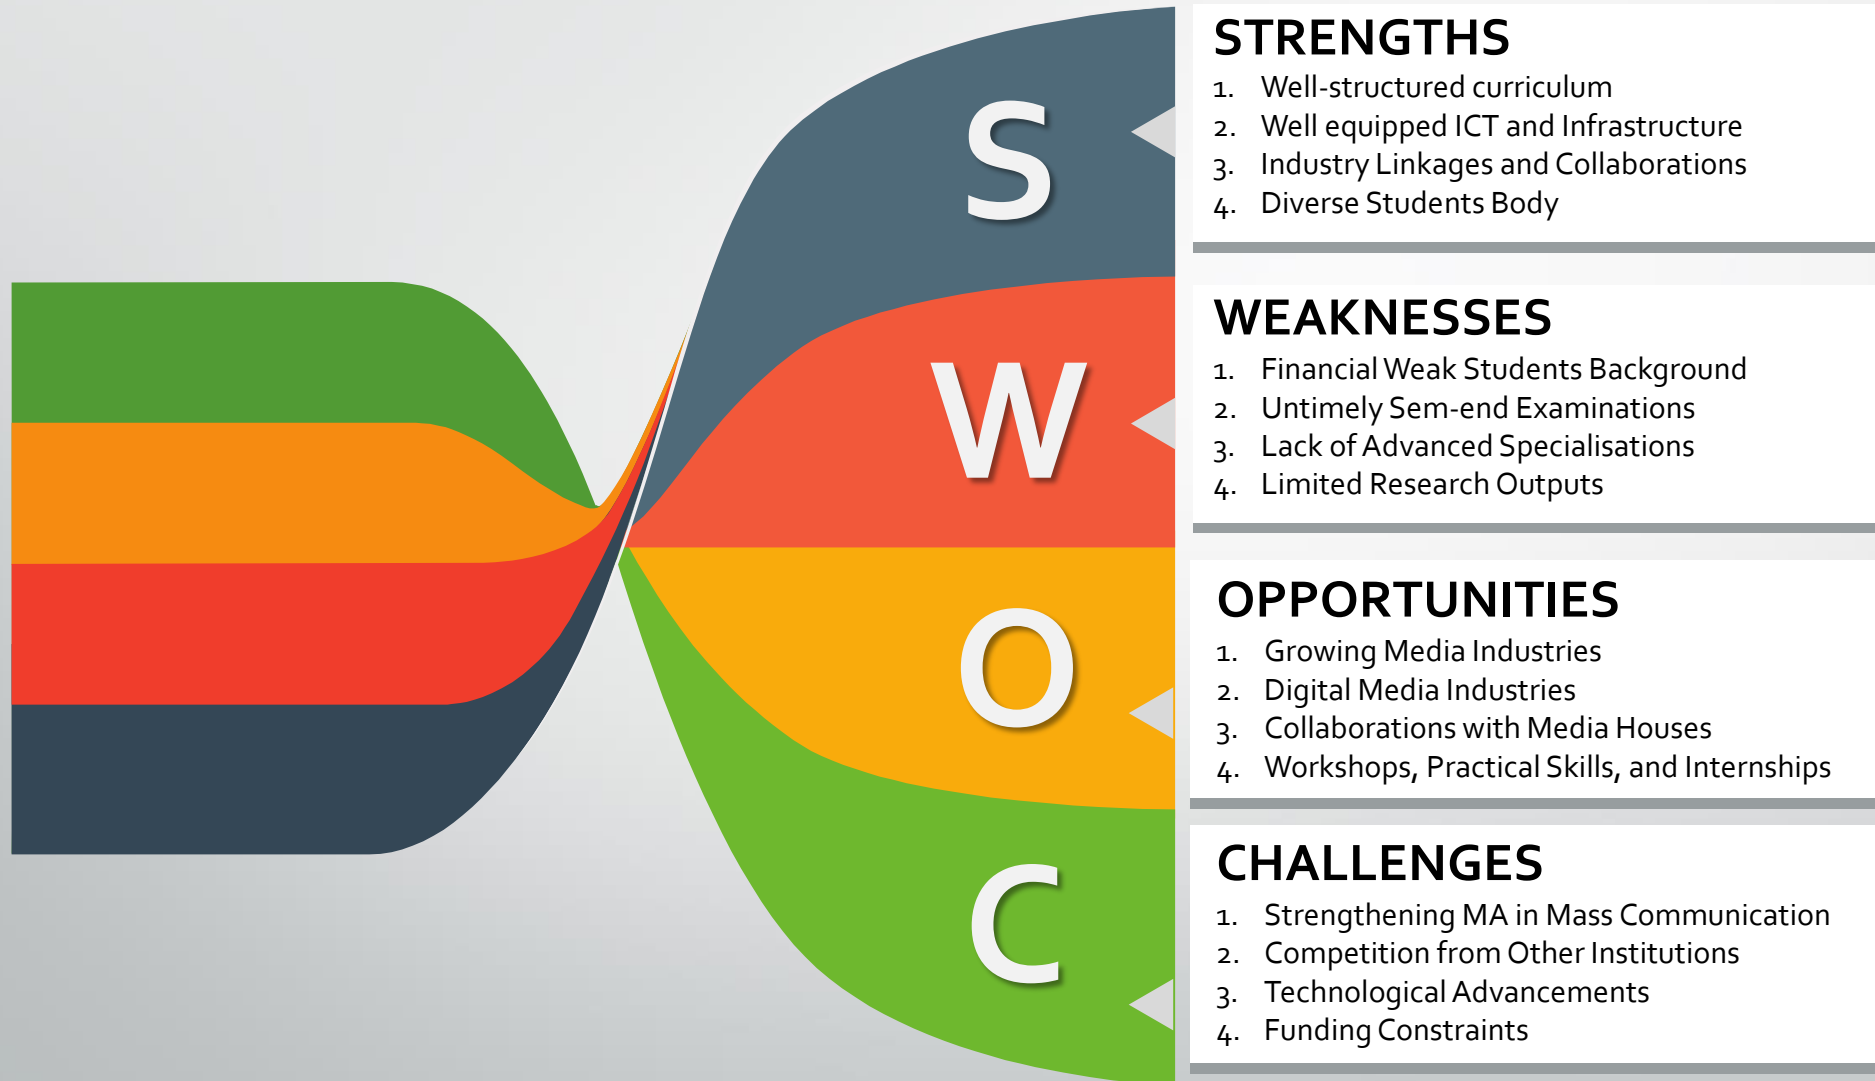 S
STRENGTHS
1. Well-structured curriculum
2. Well equipped ICT and Infrastructure
3. Industry Linkages and Collaborations
4. Diverse Students Body
W
WEAKNESSES
1. Financial Weak Students Background
2. Untimely Sem-end Examinations
3. Lack of Advanced Specialisations
4. Limited Research Outputs
O
OPPORTUNITIES
1. Growing Media Industries
2. Digital Media Industries
3. Collaborations with Media Houses
4. Workshops, Practical Skills, and Internships
C
CHALLENGES
1. Strengthening MA in Mass Communication
2. Competition from Other Institutions
3. Technological Advancements
4. Funding Constraints